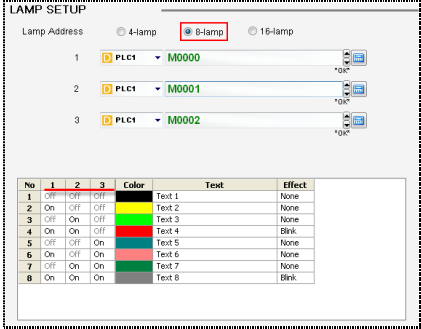 LAMP SETUP
Lamp Address 4-lamp 8-lamp 16-lamp
1 D PLC1 M0000
"OK"
2 D PLC1 M0001
"OK"
3 D PLC1 M0002
"OK"
No 1 2 3 Color Text Effect
1 Off Off Off Text 1 None
2 On Off Off Text 2 None
3 Off On Off Text 3 None
4 On On Off Text 4 Blink
5 Off Off On Text 5 None
6 On Off On Text 6 None
7 Off On On Text 7 None
8 On On On Text 8 Blink